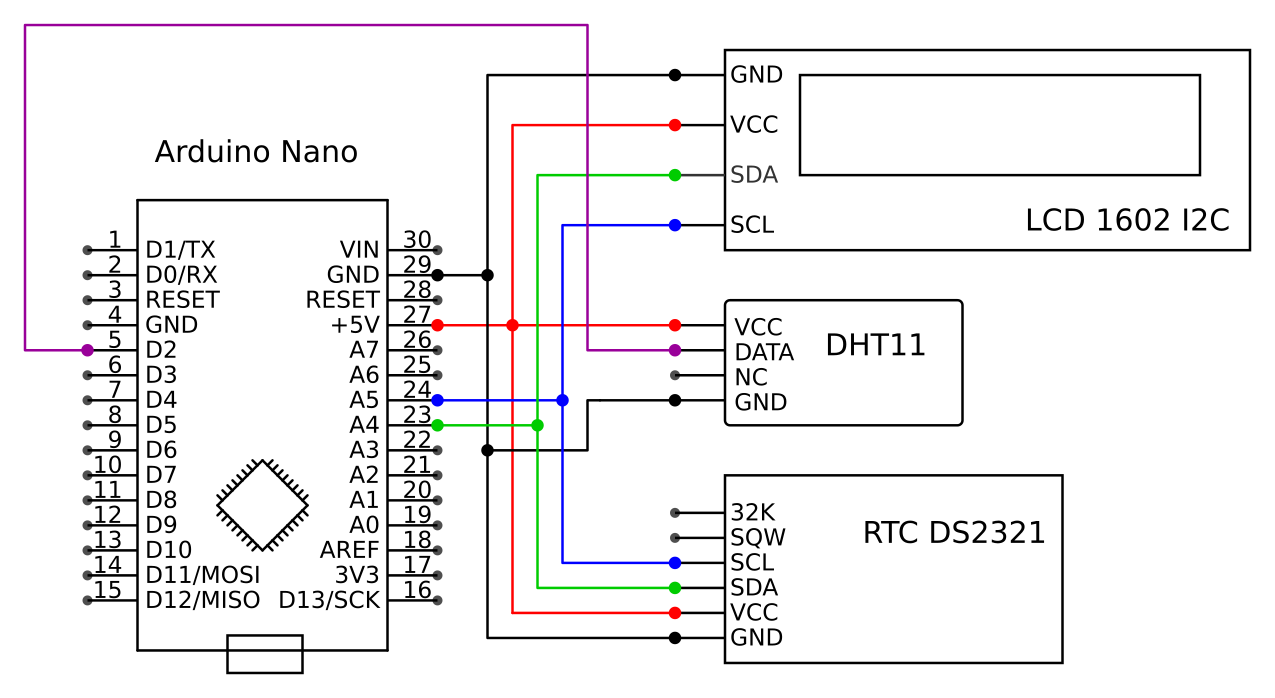 Arduino Nano
1 D1/TX
2 D0/RX
3 RESET
4 GND
5 D2
6 D3
7 D4
8 D5
9 D6
10 D7
11 D8
12 D9
13 D10
14 D11/MOSI
15 D12/MISO
VIN 30
GND 29
RESET 28
+5V 27
A7 26
A6 25
A5 24
A4 23
A3 22
A2 21
A1 20
A0 19
AREF 18
3V3 17
D13/SCK 16
GND
VCC
SDA
SCL
LCD 1602 I2C
VCC
DATA
NC
GND
DHT11
32K
SQW
SCL
SDA
VCC
GND
RTC DS2321